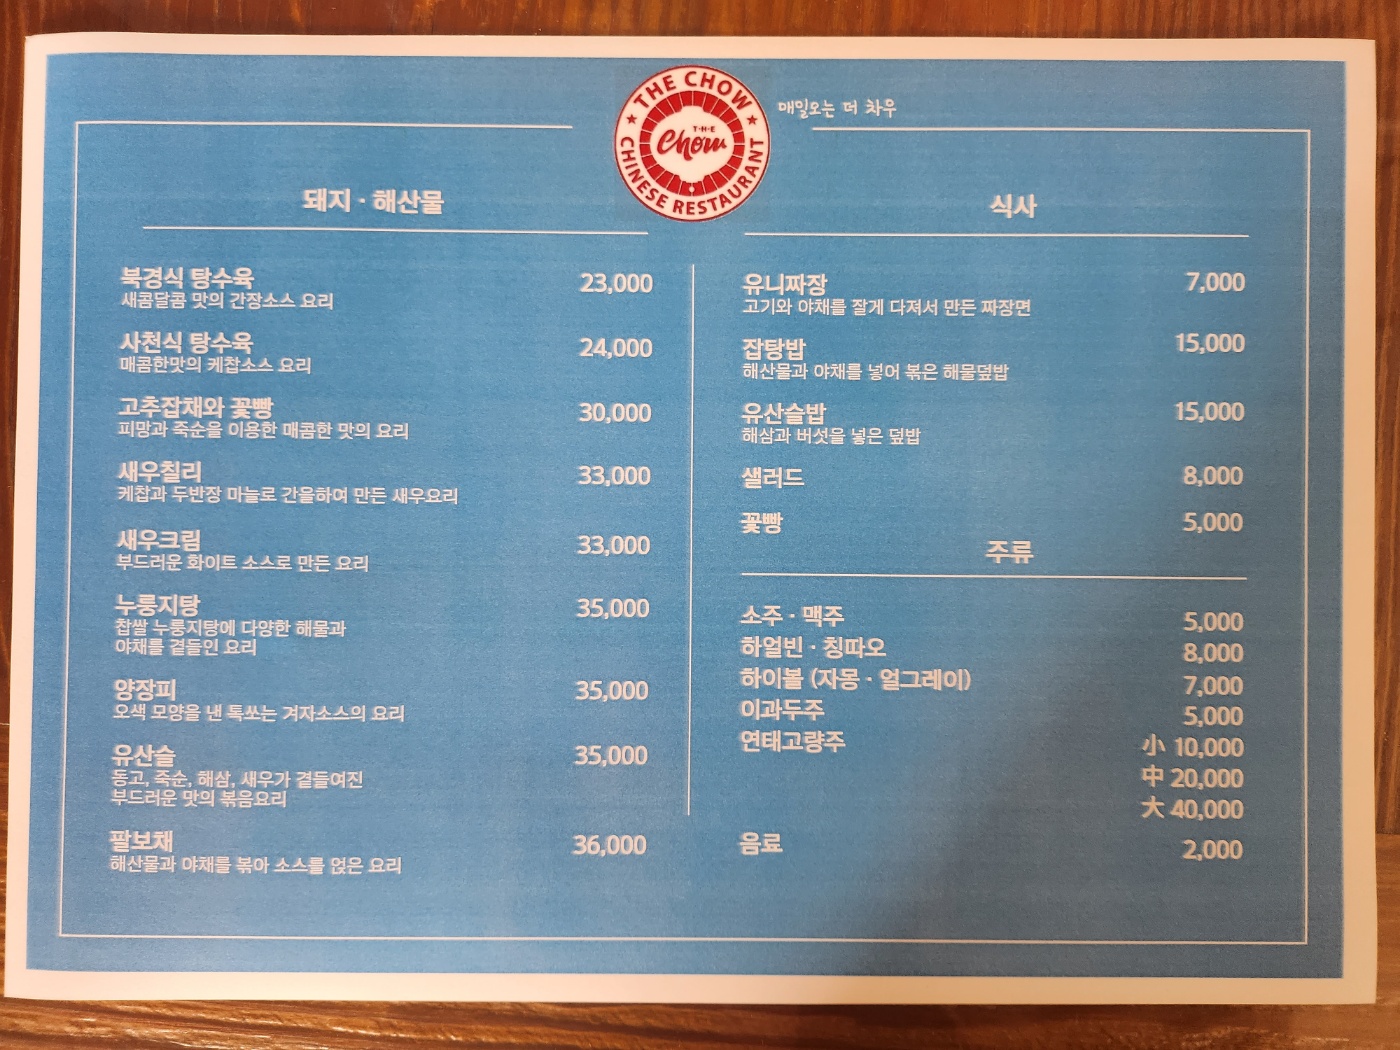 THE CHOW
THE
Chow
CHINESE RESTAURANT
매일오는 더 차우
돼지 · 해산물
북경식 탕수육 23,000
새콤달콤 맛의 간장소스 요리
사천식 탕수육 24,000
매콤한맛의 케찹소스 요리
고추잡채와 꽃빵 30,000
피망과 죽순을 이용한 매콤한 맛의 요리
새우칠리 33,000
케찹과 두반장 마늘로 간을하여 만든 새우요리
새우크림 33,000
부드러운 화이트 소스로 만든 요리
누룽지탕 35,000
찹쌀 누룽지탕에 다양한 해물과
야채를 곁들인 요리
양장피 35,000
오색 모양을 낸 톡쏘는 겨자소스의 요리
유산슬 35,000
동고, 죽순, 해삼, 새우가 곁들여진
부드러운 맛의 볶음요리
팔보채 36,000
해산물과 야채를 볶아 소스를 얹은 요리
식사
유니짜장 7,000
고기와 야채를 잘게 다져서 만든 짜장면
잡탕밥 15,000
해산물과 야채를 넣어 볶은 해물덮밥
유산슬밥 15,000
해삼과 버섯을 넣은 덮밥
샐러드 8,000
꽃빵 5,000
주류
소주 · 맥주 5,000
하얼빈 · 칭따오 8,000
하이볼 (자몽 · 얼그레이) 7,000
이과두주 5,000
연태고량주 小 10,000
中 20,000
大 40,000
음료 2,000